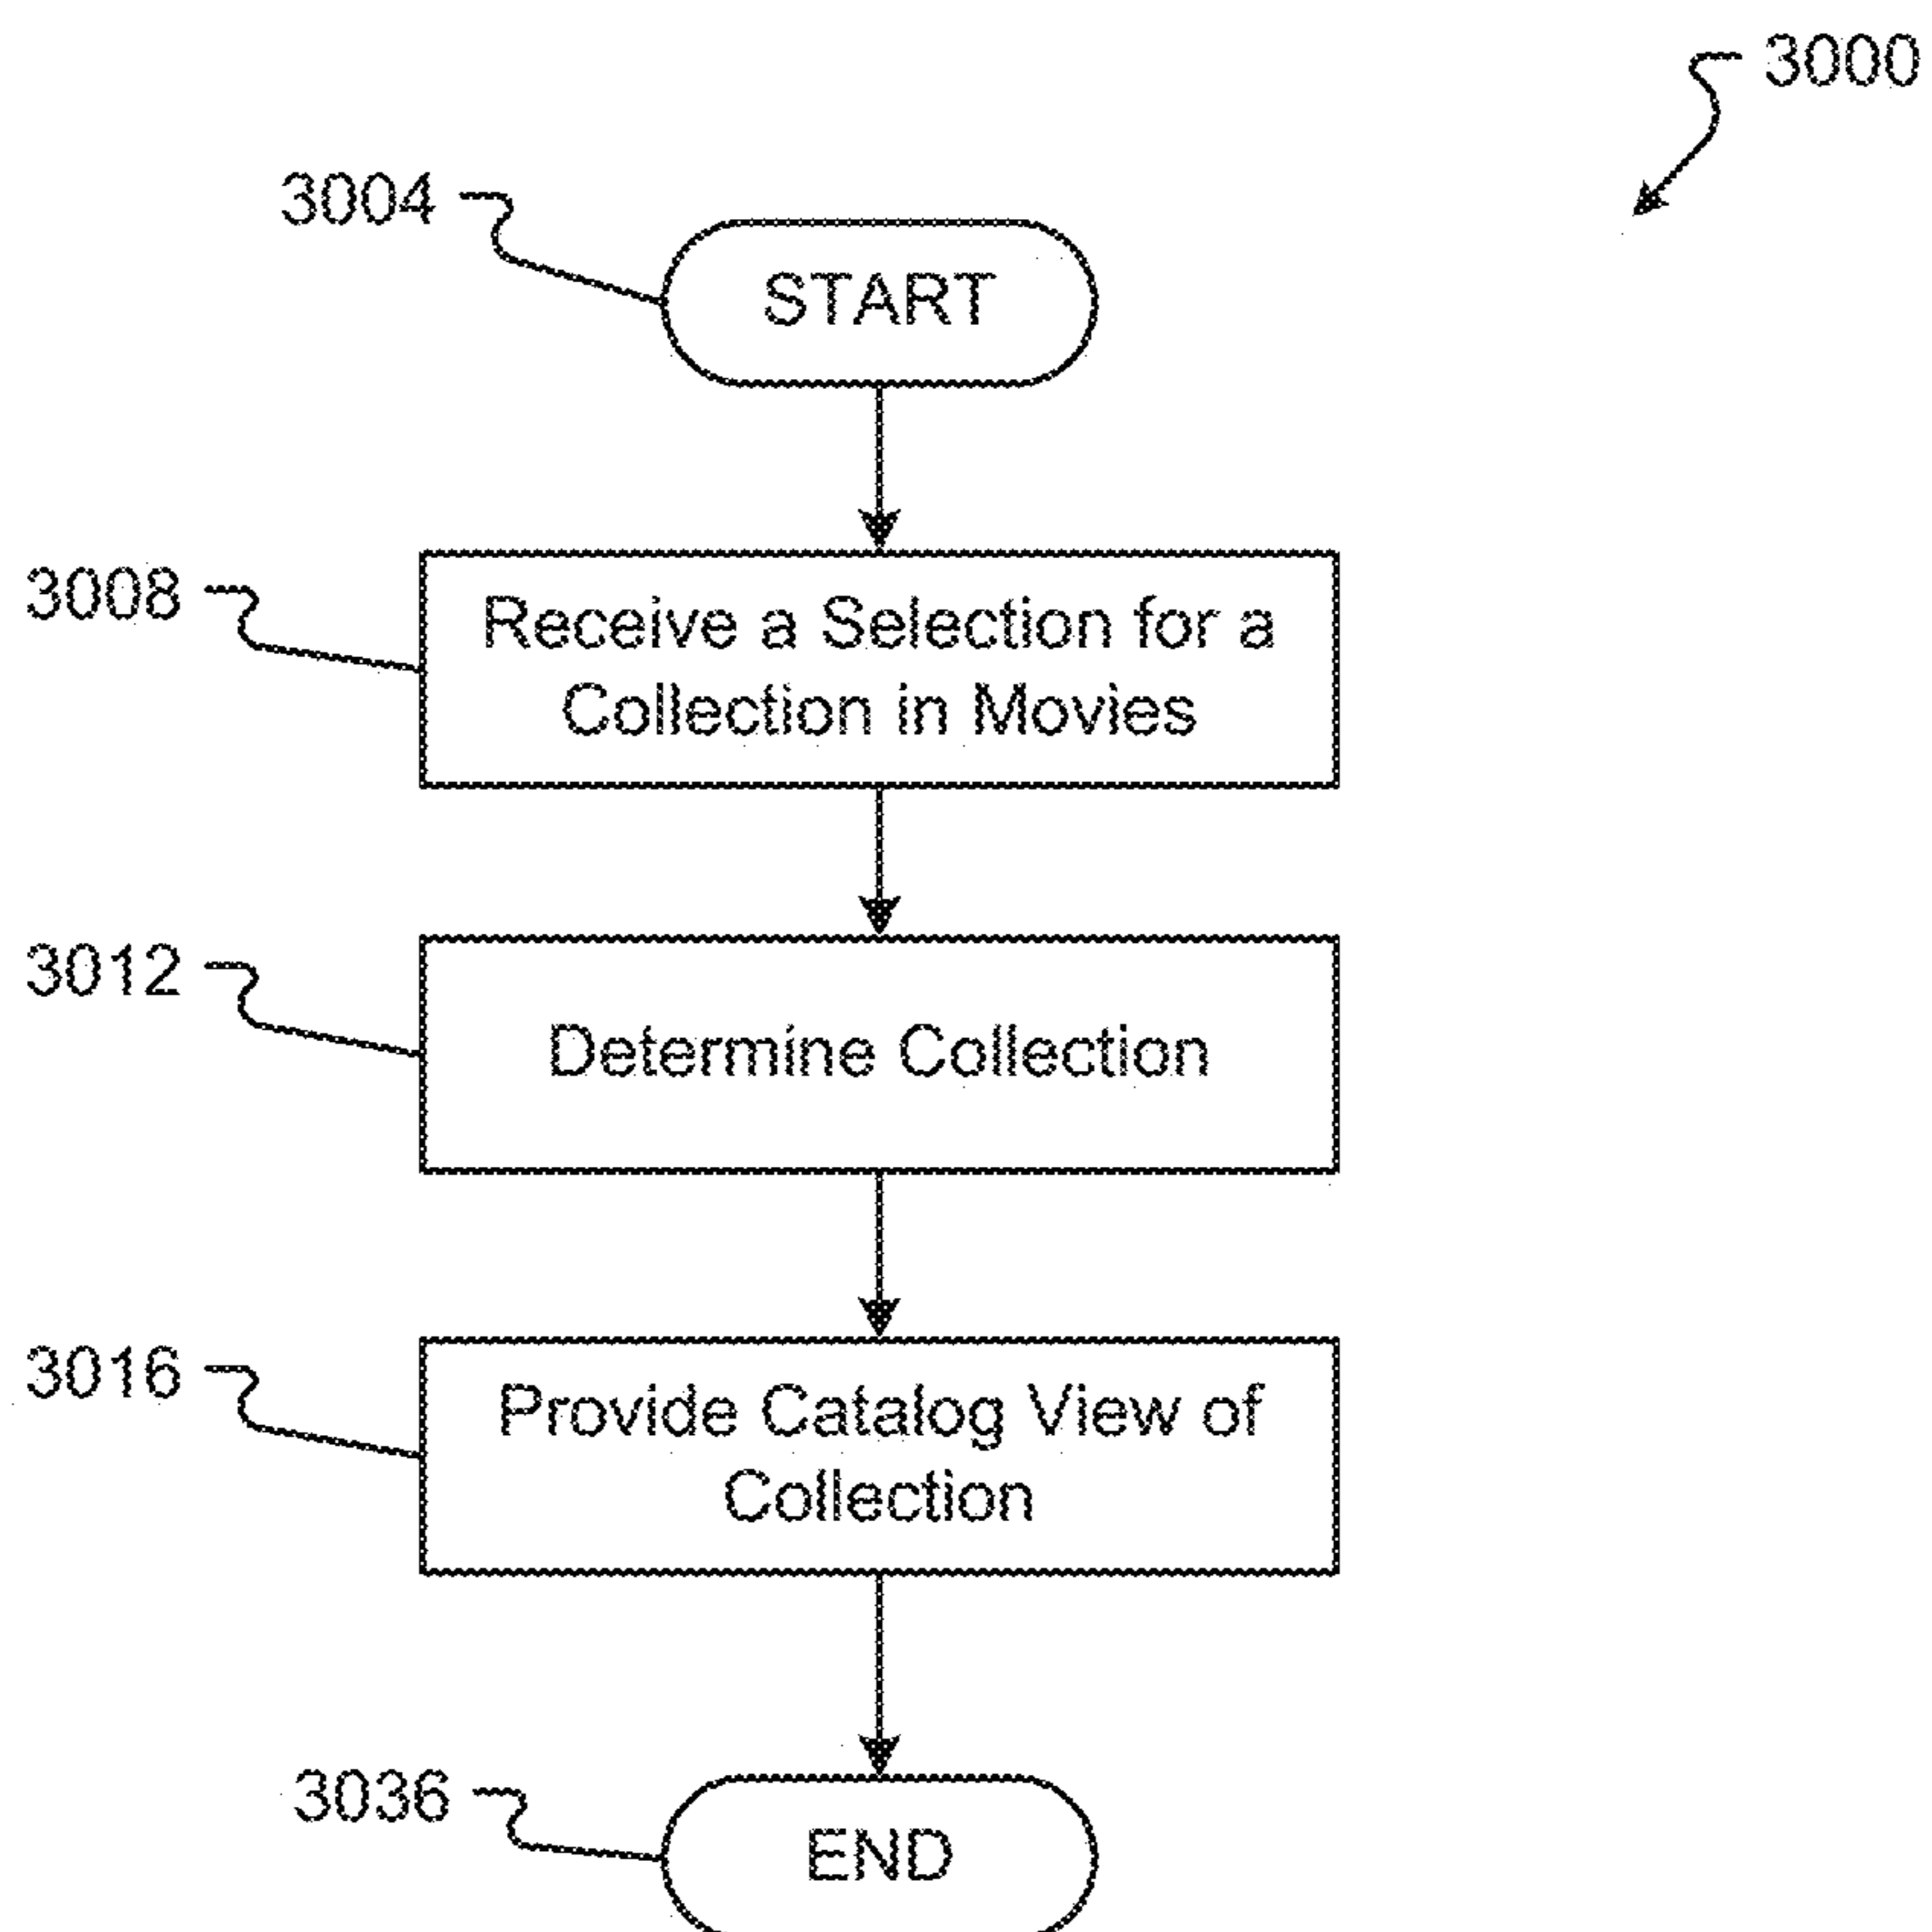 3000
3004
START
3008
Receive a Selection for a
Collection in Movies
3012
Determine Collection
3016
Provide Catalog View of
Collection
3036
END